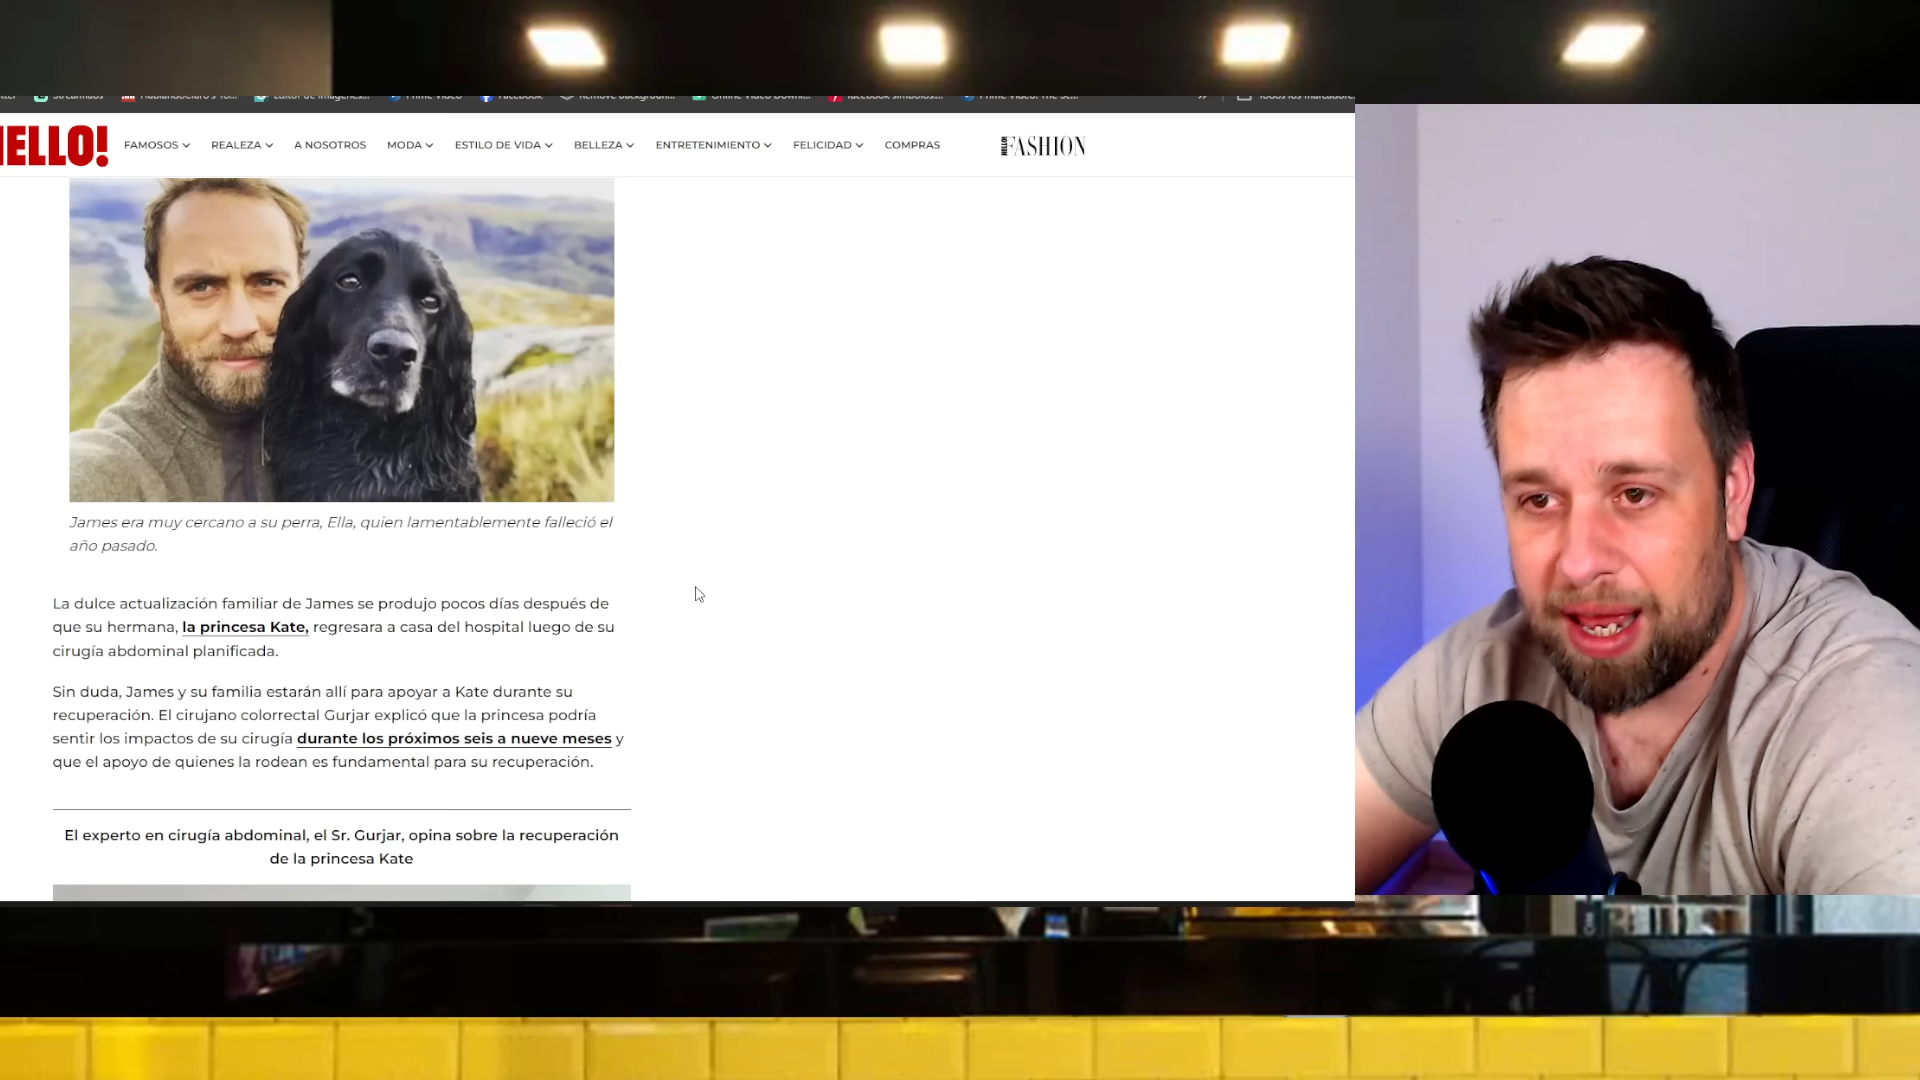 Facebook
HELLO!
FAMOSOS REALEZA A NOSOTROS MODA ESTILO DE VIDA BELLEZA ENTRETENIMIENTO FELICIDAD COMPRAS
HELLO! FASHION
James era muy cercano a su perra, Ella, quien lamentablemente falleció el
año pasado.
La dulce actualización familiar de James se produjo pocos días después de
que su hermana, la princesa Kate, regresara a casa del hospital luego de su
cirugía abdominal planificada.
Sin duda, James y su familia estarán allí para apoyar a Kate durante su
recuperación. El cirujano colorrectal Gurjar explicó que la princesa podría
sentir los impactos de su cirugía durante los próximos seis a nueve meses y
que el apoyo de quienes la rodean es fundamental para su recuperación.
El experto en cirugía abdominal, el Sr. Gurjar, opina sobre la recuperación
de la princesa Kate